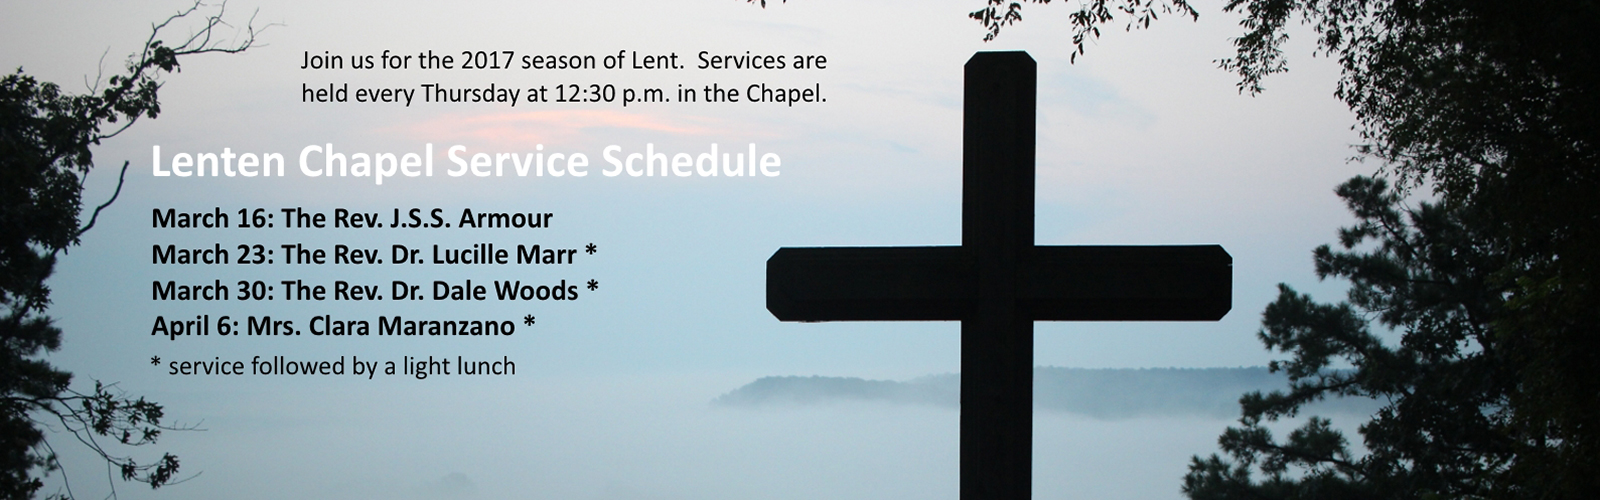 Join us for the 2017 season of Lent.  Services are
held every Thursday at 12:30 p.m. in the Chapel.
Lenten Chapel Service Schedule
March 16: The Rev. J.S.S. Armour
March 23: The Rev. Dr. Lucille Marr *
March 30: The Rev. Dr. Dale Woods *
April 6: Mrs. Clara Maranzano *
* service followed by a light lunch